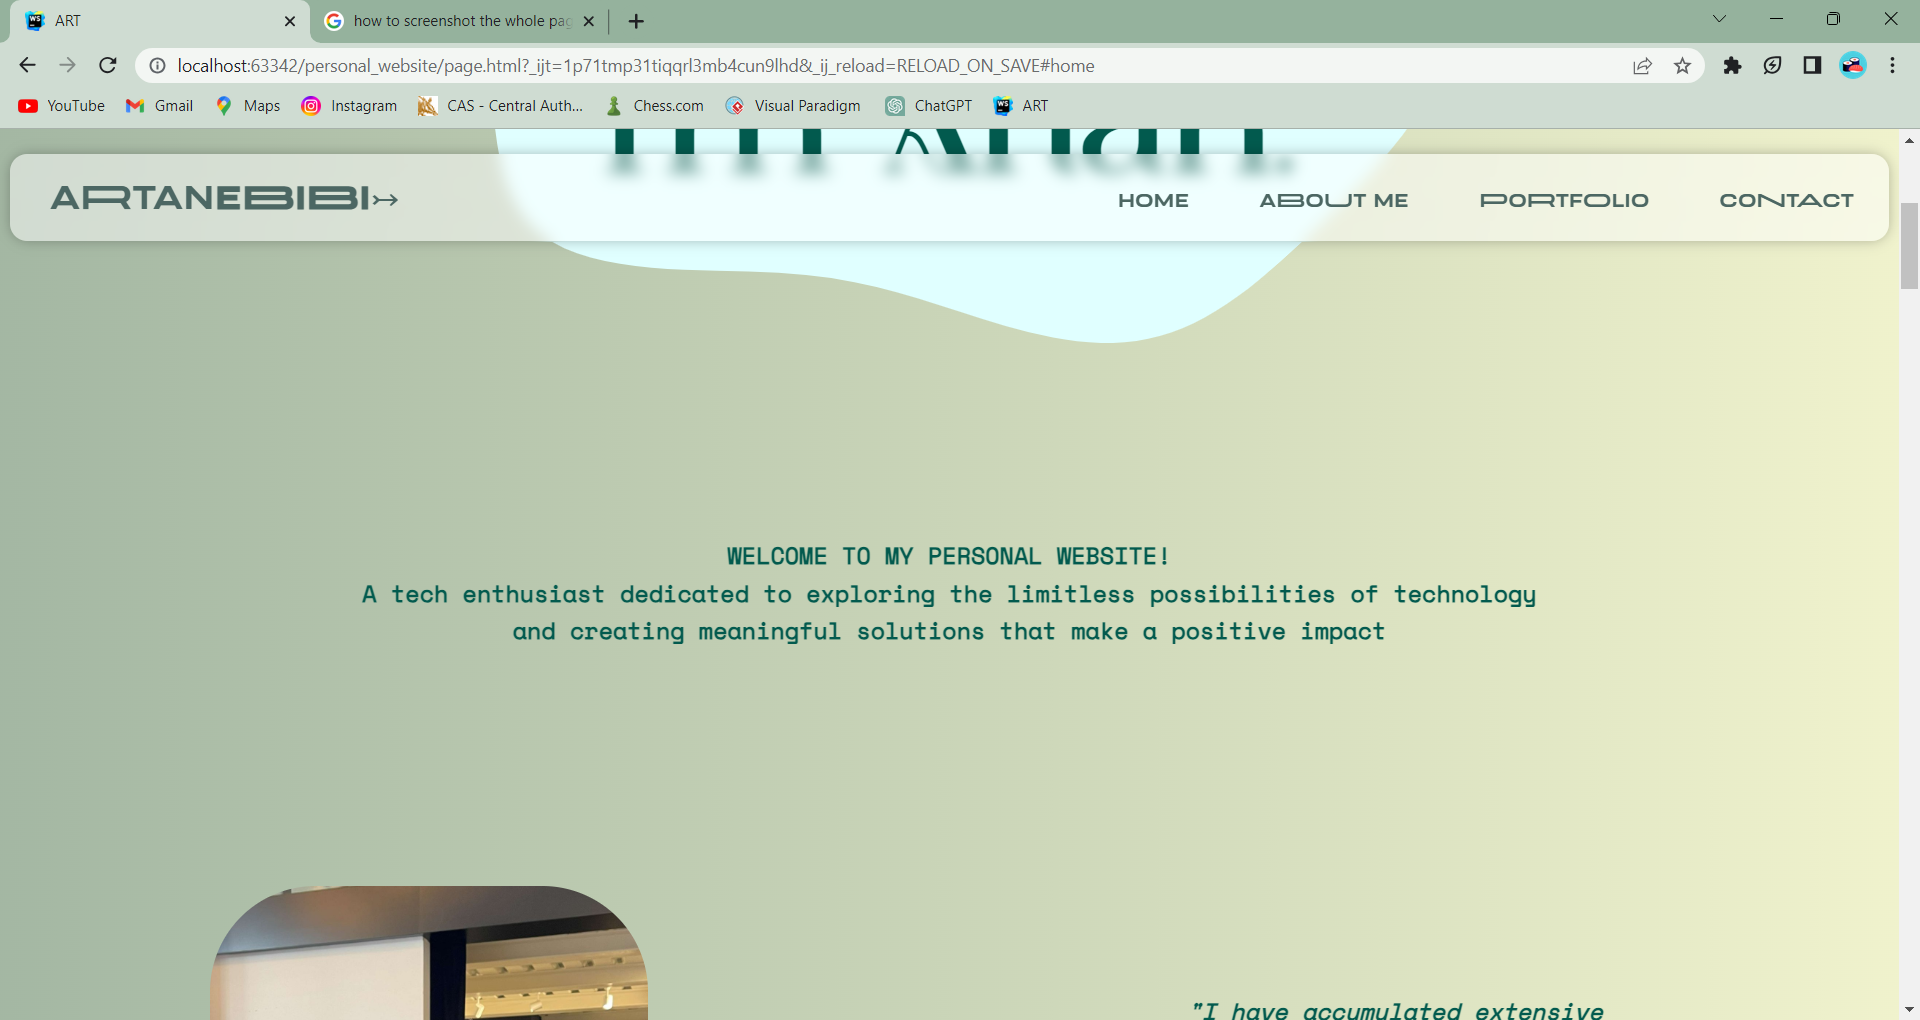 ART
how to screenshot the whole pag
localhost:63342/personal_website/page.html?_ijt=1p71tmp31tiqqrl3mb4cun9lhd&_ij_reload=RELOAD_ON_SAVE#home
YouTube
Gmail
Maps
Instagram
CAS - Central Auth...
Chess.com
Visual Paradigm
ChatGPT
ART
ARTANEBIBI
HOME
ABOUT ME
PORTFOLIO
CONTACT
WELCOME TO MY PERSONAL WEBSITE!
A tech enthusiast dedicated to exploring the limitless possibilities of technology
and creating meaningful solutions that make a positive impact
"I have accumulated extensive